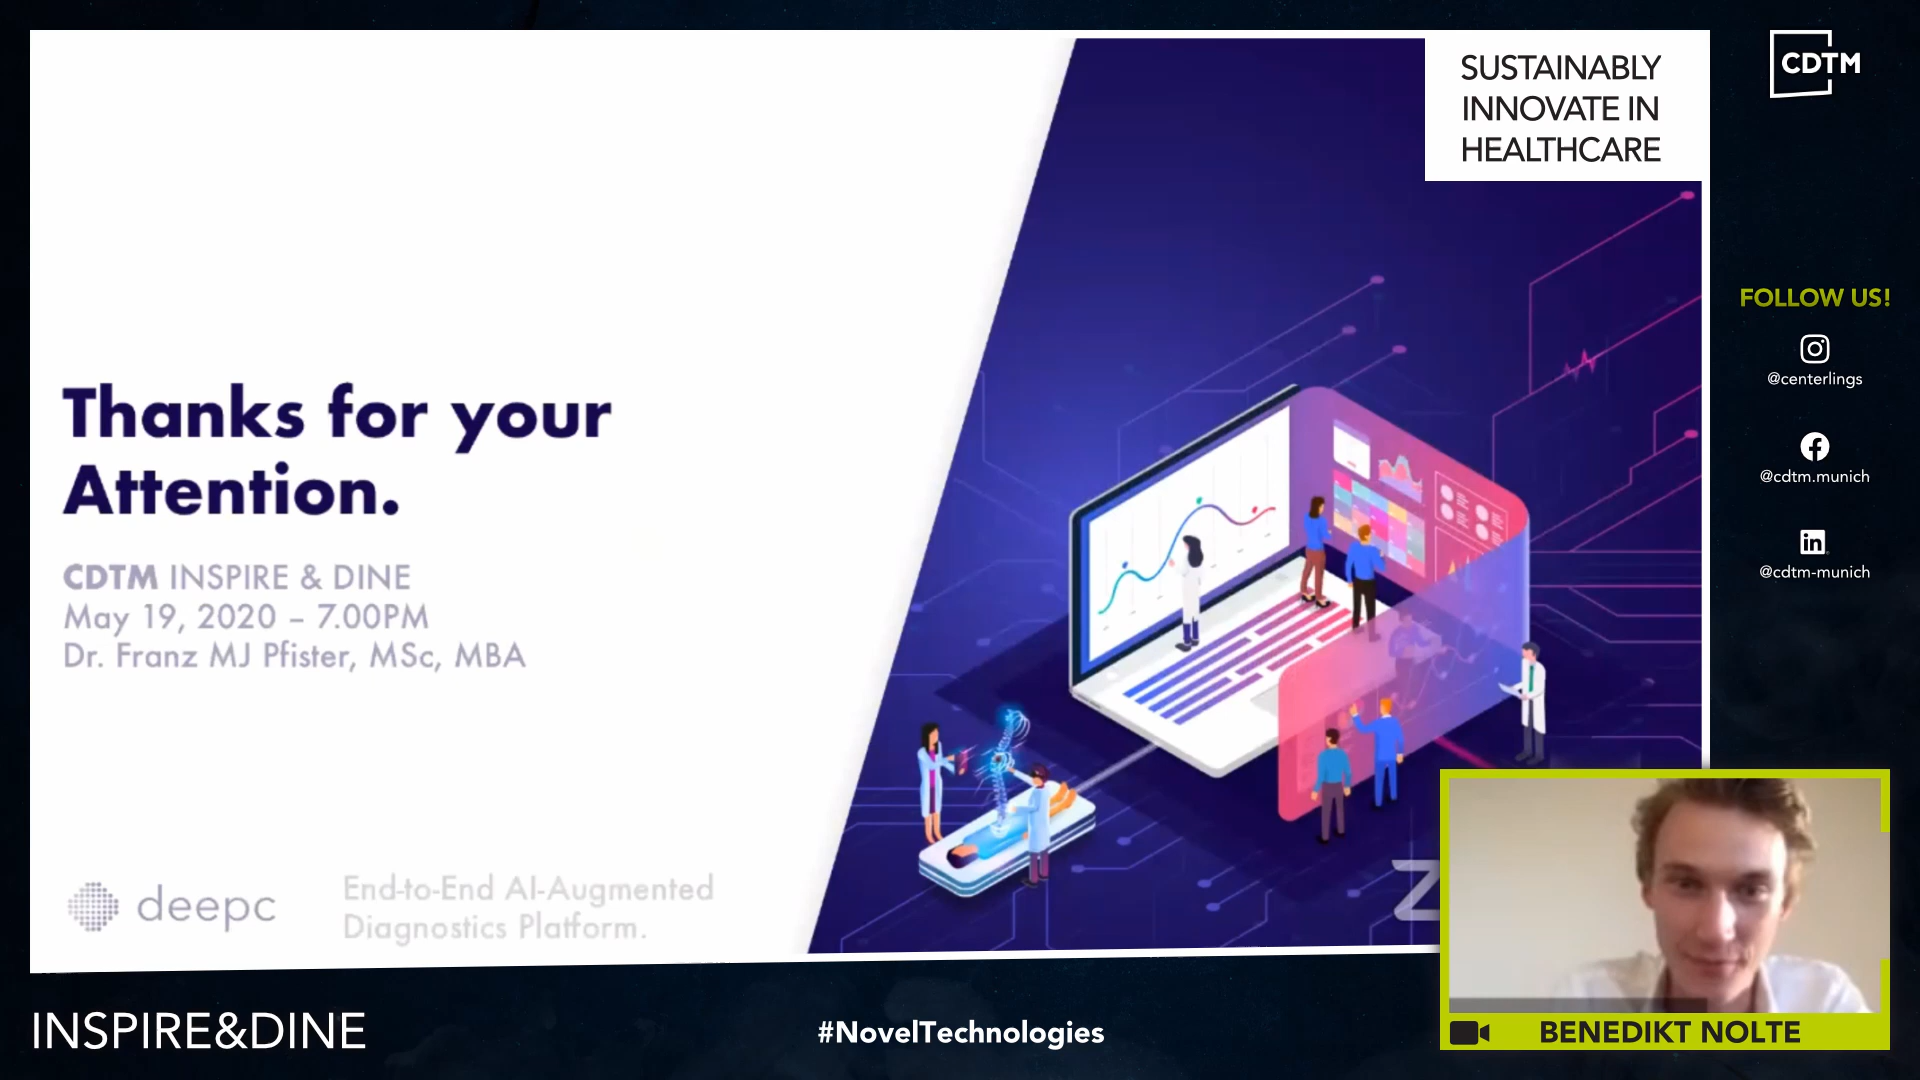 SUSTAINABLY
INNOVATE IN
HEALTHCARE
CDTM
Thanks for your
Attention.
CDTM INSPIRE & DINE
May 19, 2020 – 7.00PM
Dr. Franz MJ Pfister, MSc, MBA
deepc
End-to-End AI-Augmented
Diagnostics Platform.
FOLLOW US!
@centerlings
@cdtm.munich
in
@cdtm-munich
Z
INSPIRE&DINE
#NovelTechnologies
BENEDIKT NOLTE